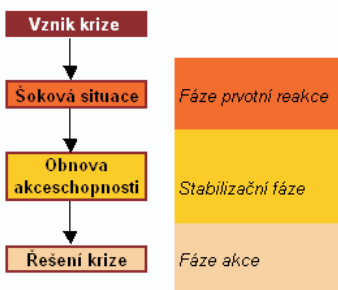 Vznik krize
Šoková situace
Fáze prvotní reakce
Obnova
akceschopnosti
Stabilizační fáze
Řešení krize
Fáze akce